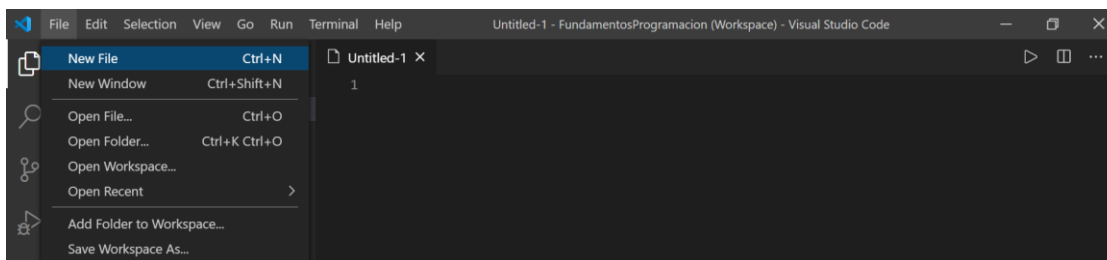 File Edit Selection View Go Run Terminal Help Untitled-1 - FundamentosProgramacion (Workspace) - Visual Studio Code
New File Ctrl+N
New Window Ctrl+Shift+N
Open File... Ctrl+O
Open Folder... Ctrl+K Ctrl+O
Open Workspace...
Open Recent
Add Folder to Workspace...
Save Workspace As...
Untitled-1
1